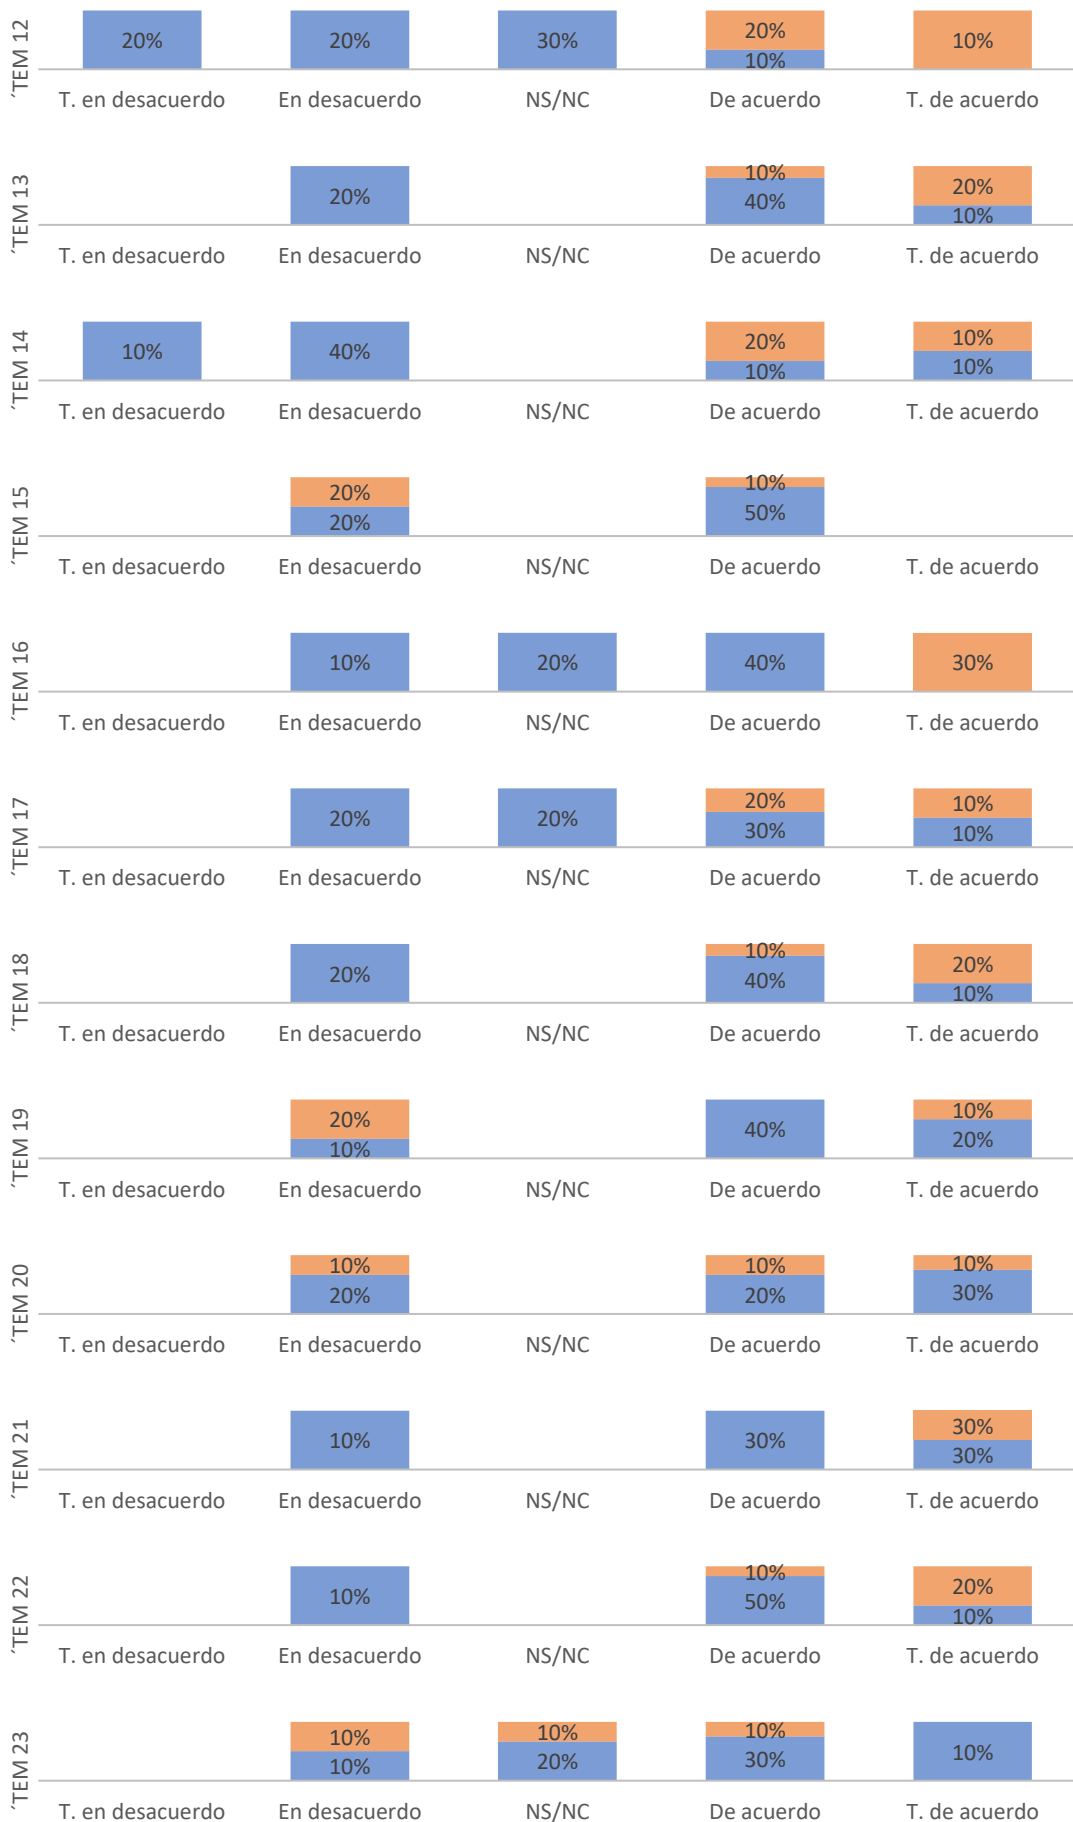 ´TEM 12
20% 20% 30% 20% 10%
10%
T. en desacuerdo En desacuerdo NS/NC De acuerdo T. de acuerdo
´TEM 13
10%
20% 40% 20%
10%
T. en desacuerdo En desacuerdo NS/NC De acuerdo T. de acuerdo
´TEM 14
10% 40% 20% 10%
10% 10%
T. en desacuerdo En desacuerdo NS/NC De acuerdo T. de acuerdo
´TEM 15
20% 10%
20% 50%
T. en desacuerdo En desacuerdo NS/NC De acuerdo T. de acuerdo
´TEM 16
10% 20% 40% 30%
T. en desacuerdo En desacuerdo NS/NC De acuerdo T. de acuerdo
´TEM 17
20% 20% 20% 10%
30% 10%
T. en desacuerdo En desacuerdo NS/NC De acuerdo T. de acuerdo
´TEM 18
10%
20% 40% 20%
10%
T. en desacuerdo En desacuerdo NS/NC De acuerdo T. de acuerdo
´TEM 19
20% 40% 10%
10% 20%
T. en desacuerdo En desacuerdo NS/NC De acuerdo T. de acuerdo
´TEM 20
10% 10% 10%
20% 20% 30%
T. en desacuerdo En desacuerdo NS/NC De acuerdo T. de acuerdo
´TEM 21
10% 30% 30%
30%
T. en desacuerdo En desacuerdo NS/NC De acuerdo T. de acuerdo
´TEM 22
10%
10% 50% 20%
10%
T. en desacuerdo En desacuerdo NS/NC De acuerdo T. de acuerdo
´TEM 23
10% 10% 10% 10%
10% 20% 30%
T. en desacuerdo En desacuerdo NS/NC De acuerdo T. de acuerdo